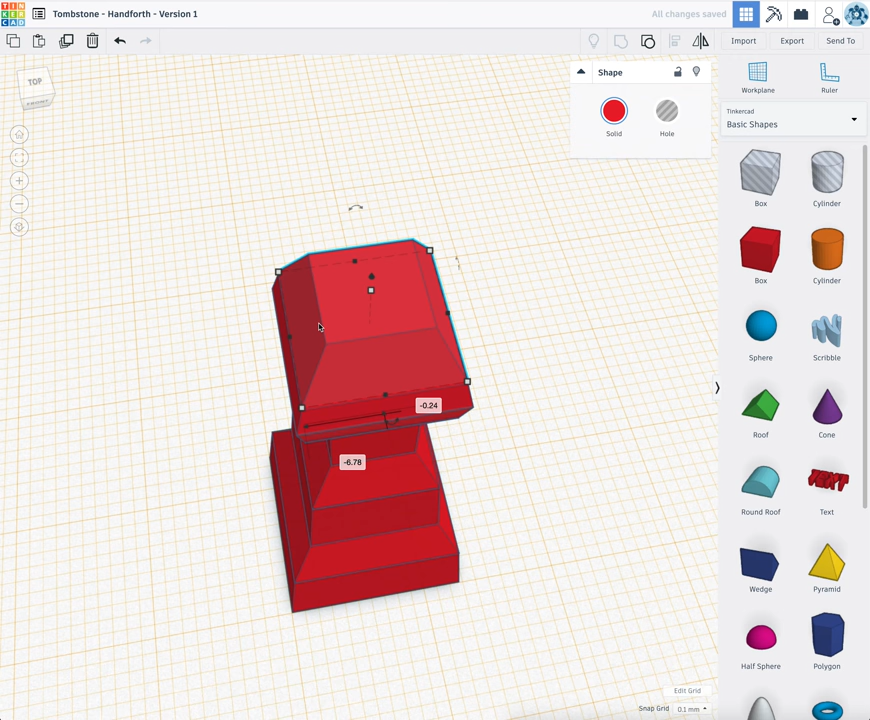 TIN
KER
CAD
Tombstone - Handforth - Version 1
All changes saved
Import
Export
Send To
TOP
FRONT
Shape
Solid
Hole
Workplane
Ruler
Tinkercad
Basic Shapes
Box
Cylinder
Box
Cylinder
Sphere
Scribble
Roof
Cone
Round Roof
TEXT
Text
Wedge
Pyramid
Half Sphere
Polygon
-0.24
-6.78
Edit Grid
Snap Grid
0.1 mm